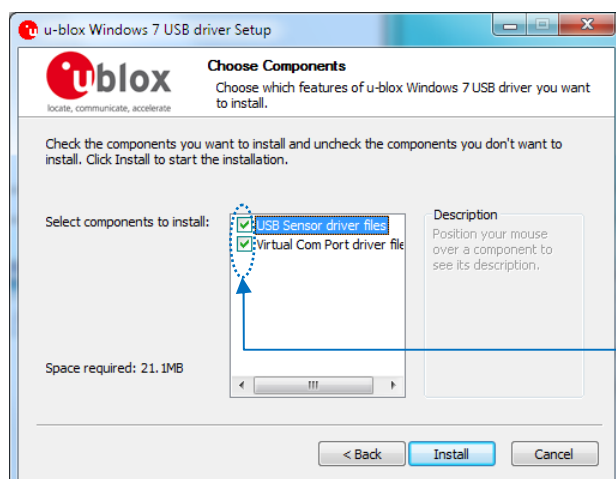 u-blox Windows 7 USB driver Setup
ublox
locate, communicate, accelerate
Choose Components
Choose which features of u-blox Windows 7 USB driver you want
to install.
Check the components you want to install and uncheck the components you don't want to
install. Click Install to start the installation.
Select components to install:
USB Sensor driver files
Virtual Com Port driver file
Description
Position your mouse
over a component to
see its description.
Space required: 21.1MB
< Back
Install
Cancel